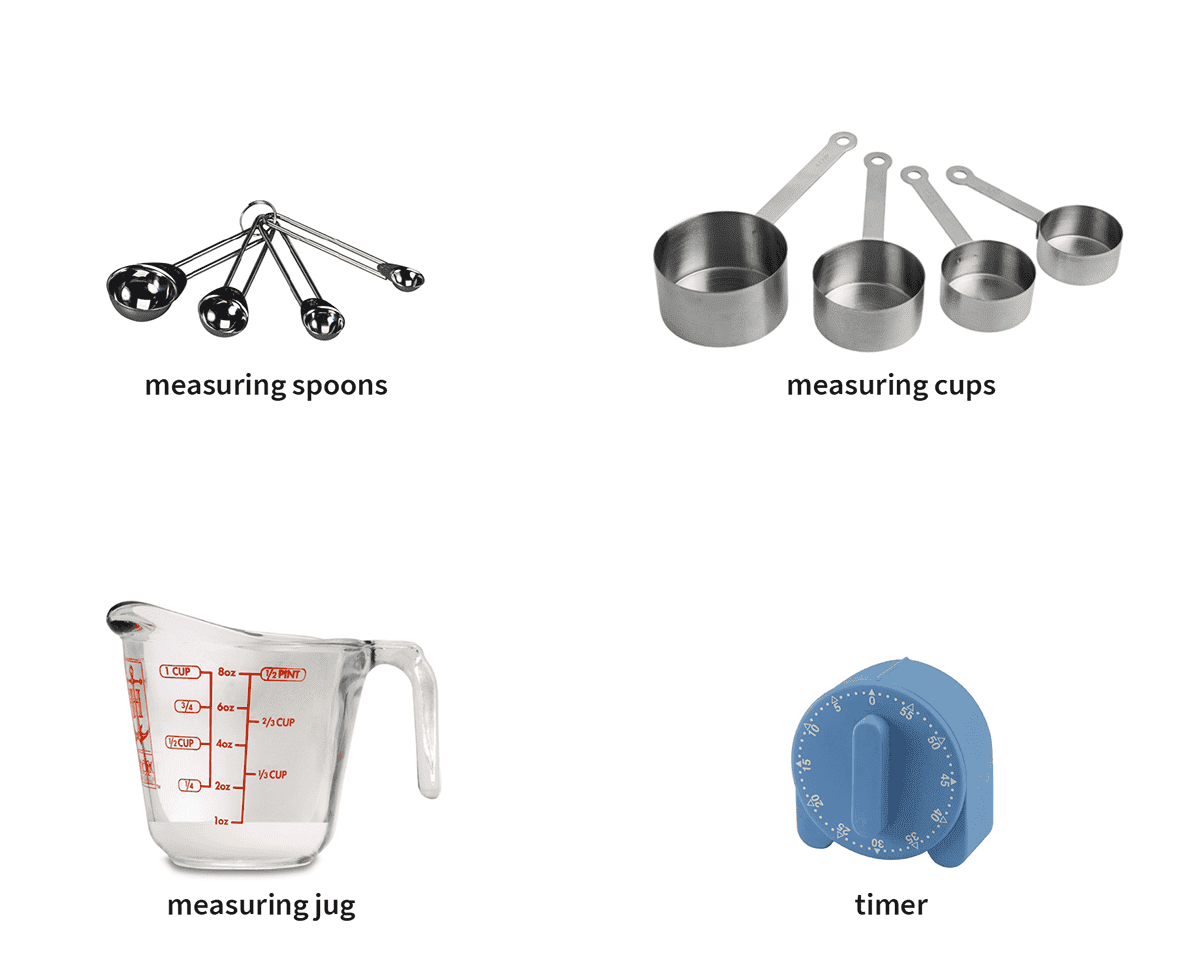 measuring spoons
measuring cups
1 CUP 8oz 1/2 PINT
3/4 6oz
2/3 CUP
1/2 CUP 4oz
1/3 CUP
1/4 2oz
1oz
measuring jug
0
5 55
10 50
15 45
20 40
25 35
30
timer